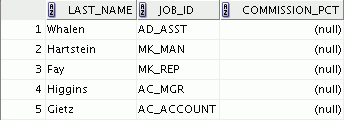 LAST_NAME JOB_ID COMMISSION_PCT
1 Whalen AD_ASST (null)
2 Hartstein MK_MAN (null)
3 Fay MK_REP (null)
4 Higgins AC_MGR (null)
5 Gietz AC_ACCOUNT (null)